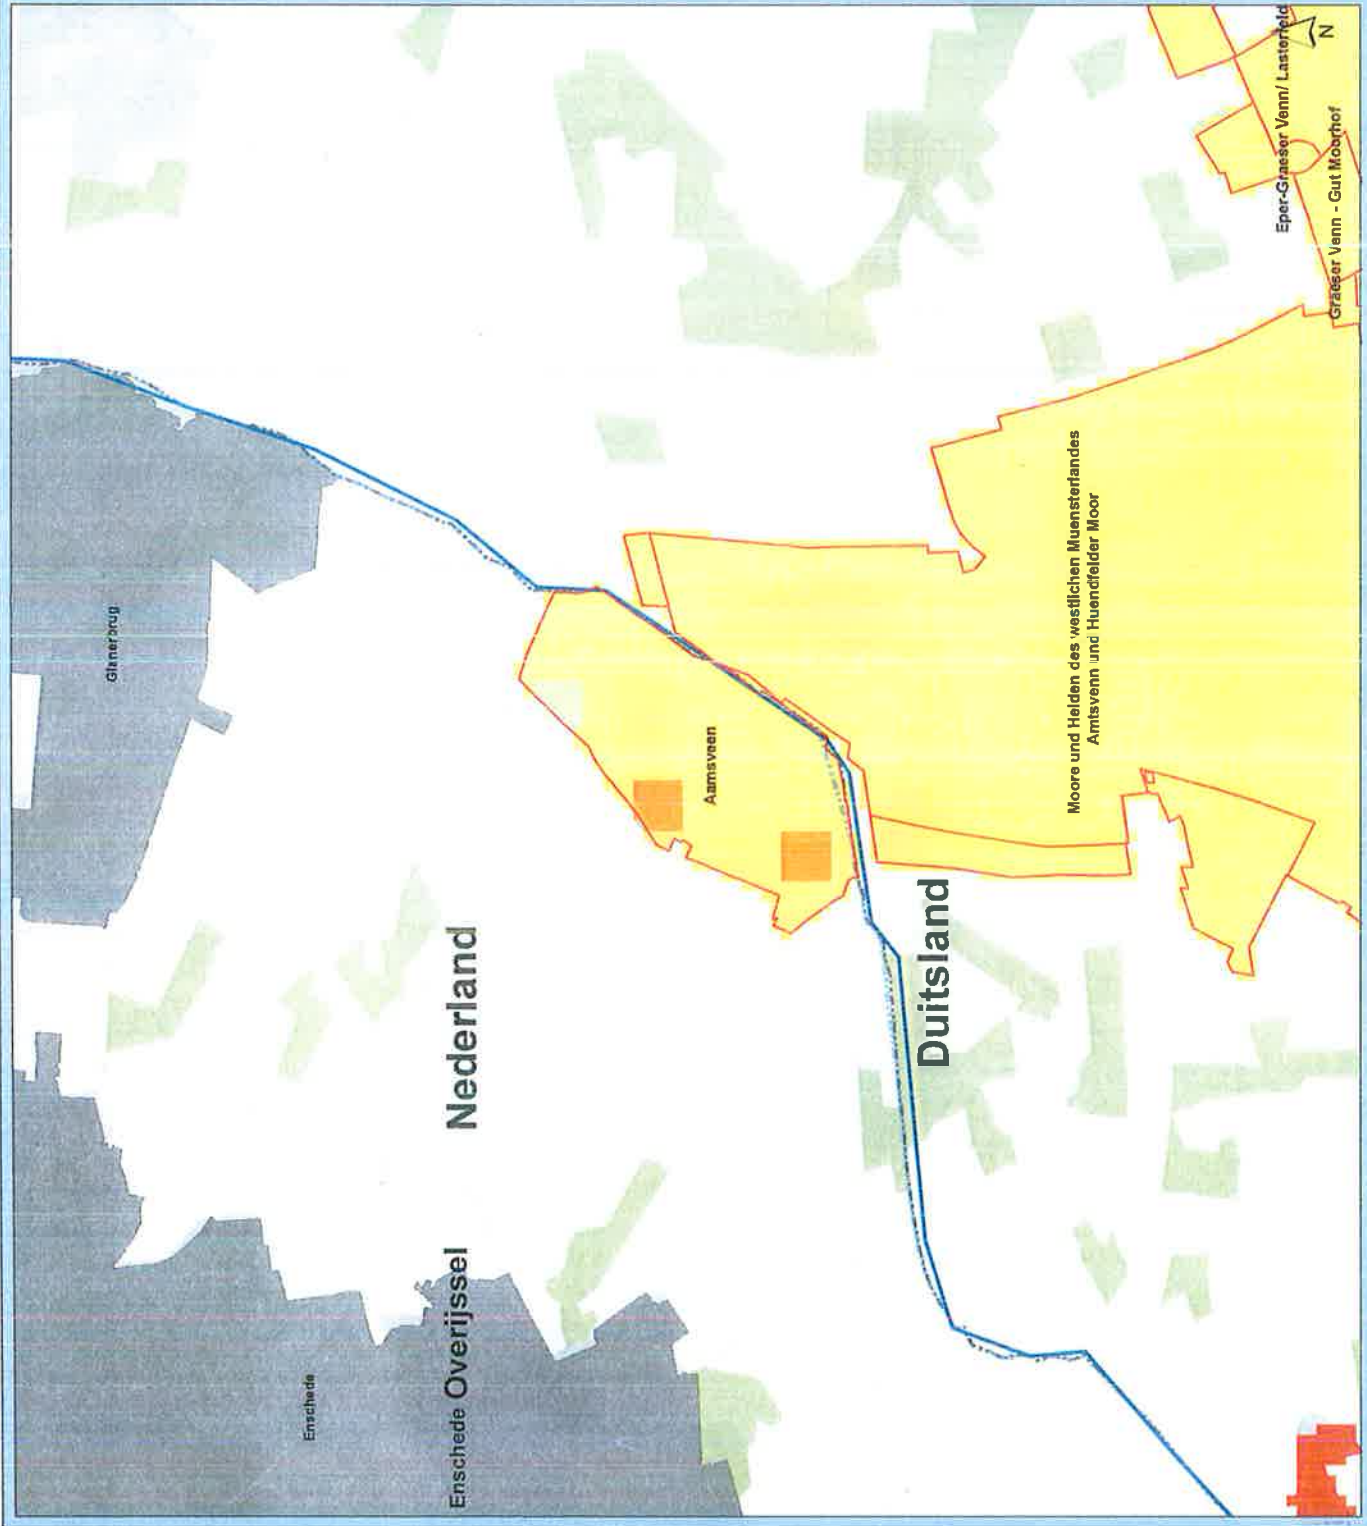 Glanerbrug
Enschede
Enschede Overijssel
Nederland
Aamsveen
Duitsland
Moore und Heiden des westlichen Muensterlandes
Amtsvenn und Huendfelder Moor
Eper-Graeser Venn/ Lasterfeld
N
Graeser Venn - Gut Moorhof